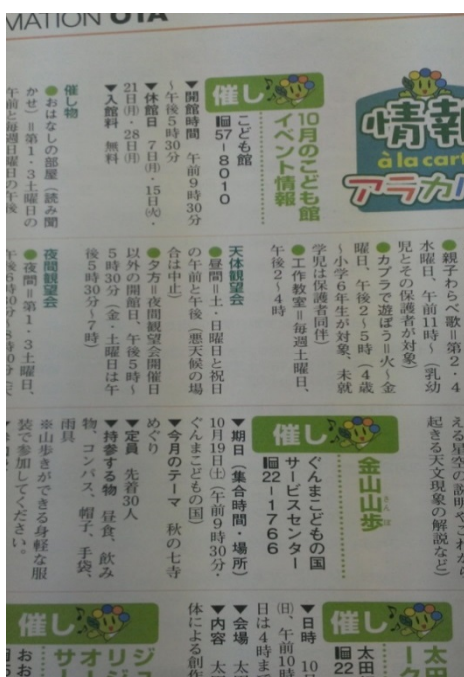 MATION OTA
情報
à la cart
アラカル
催し
10月のこども館
イベント情報
こども館
57-8010
▼開館時間 午前9時30分
～午後5時30分
▼休館日 7日(月)・15日(火)・
21日(月)・28日(月)
▼入館料 無料
催し物
●おはなしの部屋(読み聞
かせ)＝第1・3土曜日の
午前と毎週日曜日の午後
●親子わらべ歌＝第2・4
水曜日、午前11時～(乳幼
児とその保護者が対象)
●カプラで遊ぼう＝火～金
曜日、午後2～5時(4歳
～小学6年生が対象、未就
学児は保護者同伴)
●工作教室＝毎週土曜日、
午後2～4時
天体観望会
●昼間＝土・日曜日と祝日
の午前と午後(悪天候の場
合は中止)
●夕方＝夜間観望会開催日
以外の開館日、午後5時～
5時30分(金・土曜日は午
後5時30分～7時)
夜間観望会
●夜間＝第1・3土曜日、
える星空の説明やこれから
起きる天文現象の解説など)
催し
金山山歩
さんぽ
ぐんまこどもの国
サービスセンター
22-1766
▼期日(集合時間・場所)
10月19日(土)(午前9時30分・
ぐんまこどもの国)
▼今月のテーマ 秋の七寺
めぐり
▼定員 先着30人
▼持参する物 昼食、飲み
物、コンパス、帽子、手袋、
雨具
※山歩きができる身軽な服
装で参加してください。
催し
太田
ーク
22
▼日時 10
(日)、午前10時
日は4時ま
▼会場 太
▼内容 太
体による創作
催し
ジス
リジ
オー
サー
おお